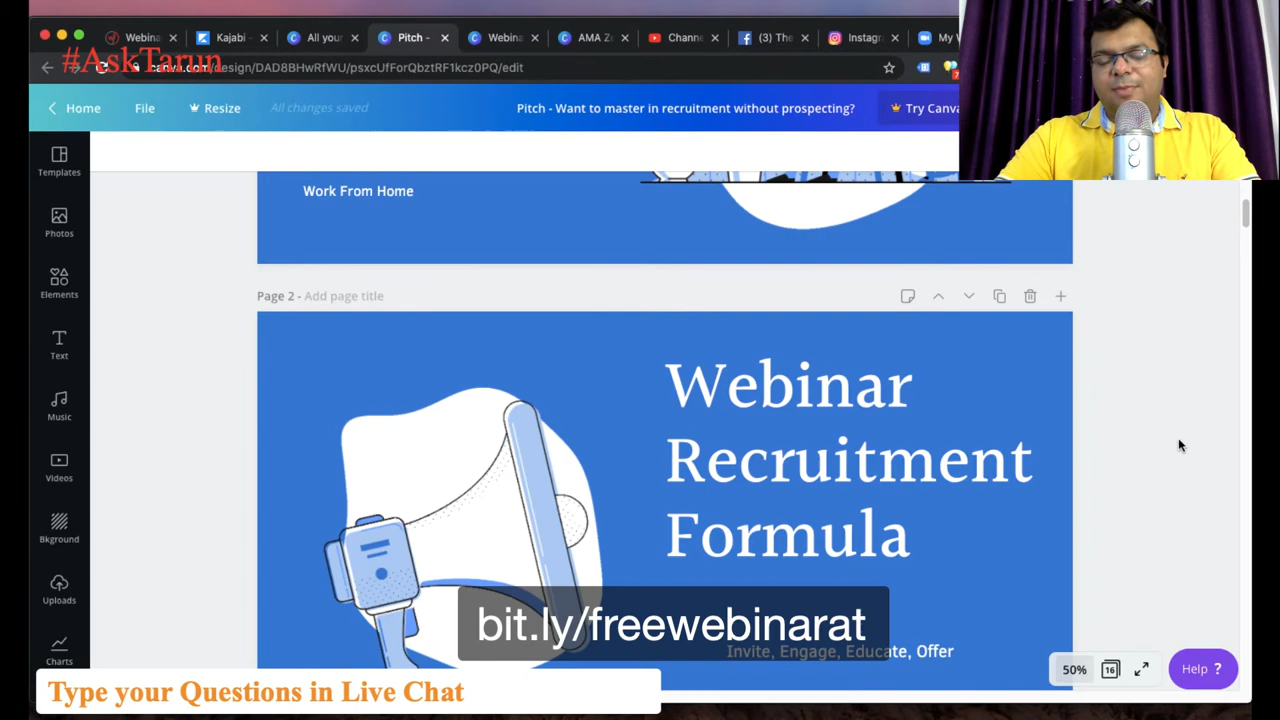 Webina
Kajabi -
All your
Pitch -
Webina
AMA Ze
Channe
(3) The
Instagr
My W
#AskTarun
canva.com/design/DAD8BHwRfWU/psxcUfForQbztRF1kcz0PQ/edit
Home
File
Resize
All changes saved
Pitch - Want to master in recruitment without prospecting?
Try Canva
Templates
Photos
Elements
Text
Music
Videos
Bkground
Uploads
Charts
Work From Home
Page 2 - Add page title
Webinar
Recruitment
Formula
bit.ly/freewebinarat
Invite, Engage, Educate, Offer
50%
16
Help ?
Type your Questions in Live Chat